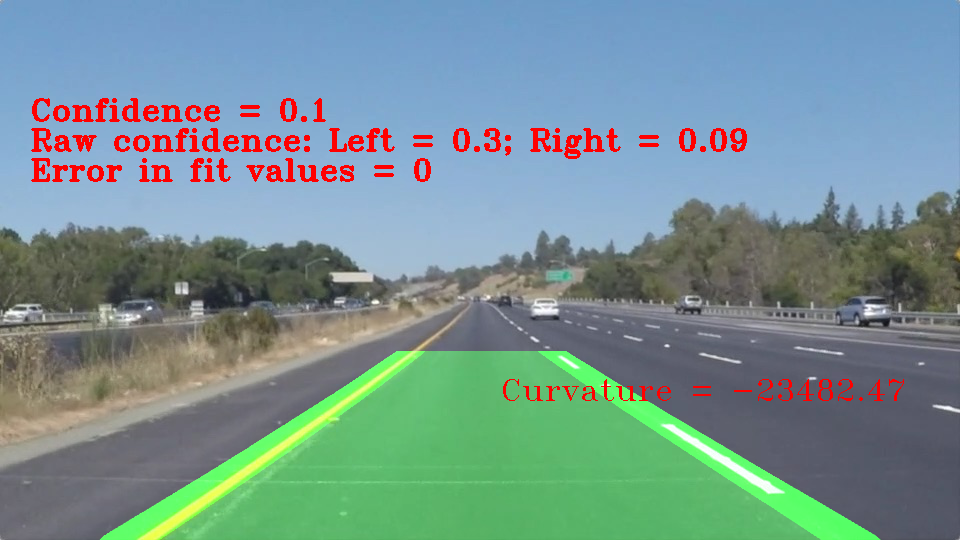 Confidence = 0.1
Raw confidence: Left = 0.3; Right = 0.09
Error in fit values = 0
Curvature = -23482.47